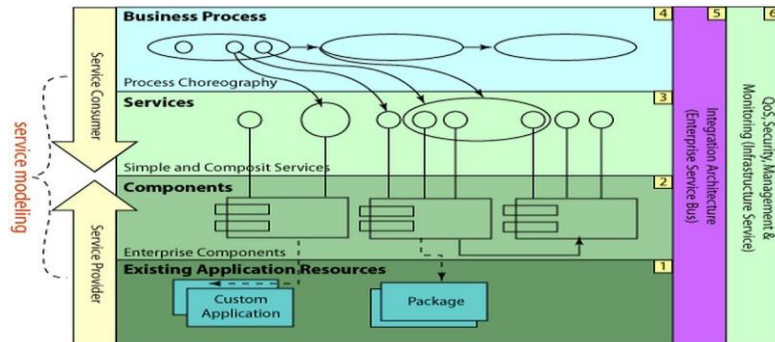 Business Process
4
5
6
Process Choreography
Services
3
Simple and Composit Services
Components
2
Enterprise Components
Existing Application Resources
1
Custom
Application
Package
service modeling
Service Consumer
Service Provider
Integration Architecture
(Enterprise Service Bus)
QoS, Security, Management &
Monitoring (Infrastructure Service)